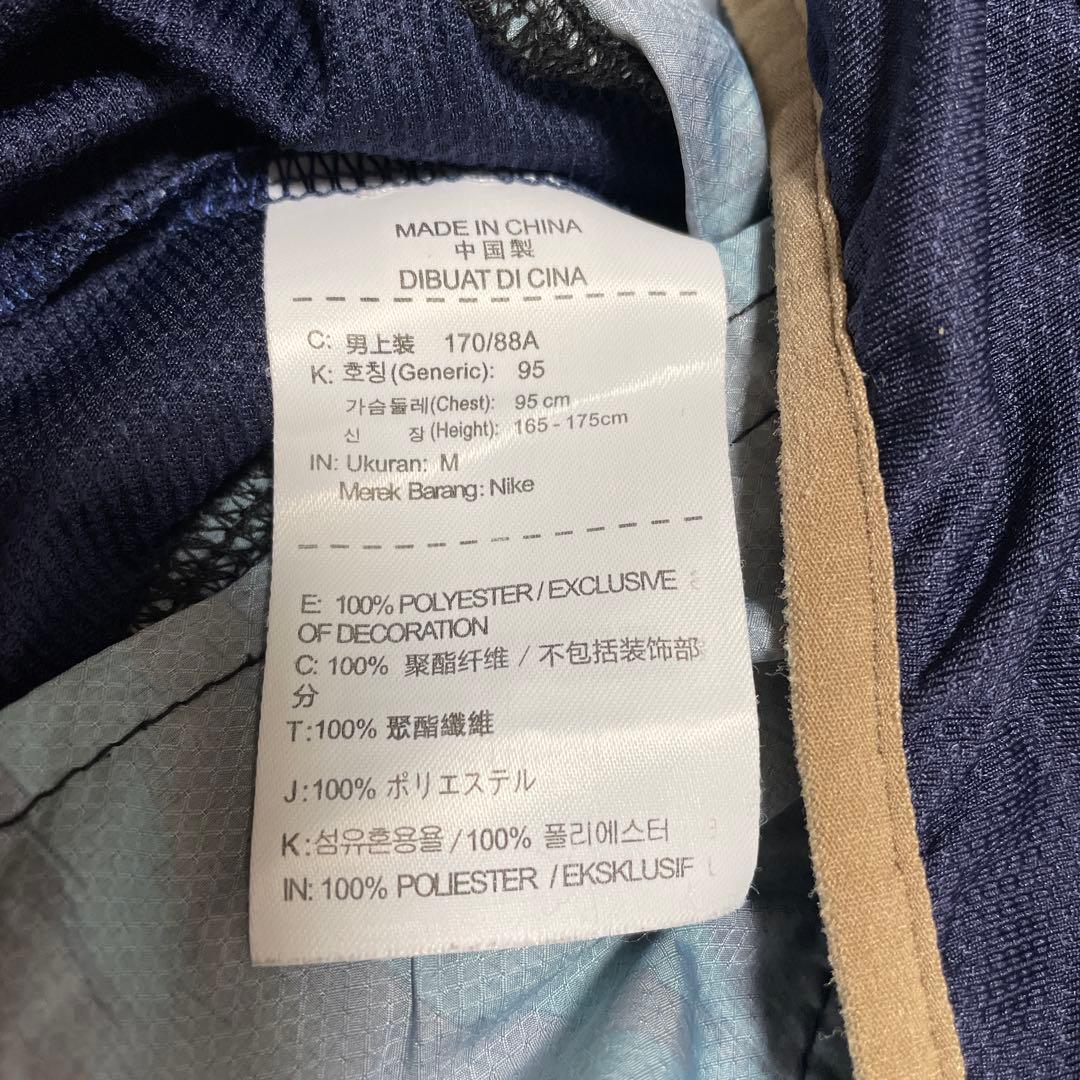 MADE IN CHINA
中国製
DIBUAT DI CINA
C: 男上装 170/88A
K: 호칭(Generic): 95
가슴둘레(Chest): 95 cm
신 장(Height): 165-175cm
IN: Ukuran: M
Merek Barang: Nike
E: 100% POLYESTER / EXCLUSIVE
OF DECORATION
C: 100% 聚酯纤维 / 不包括装饰部
分
T:100% 聚酯纖維
J:100% ポリエステル
K:섬유혼용율/100% 폴리에스터
IN: 100% POLIESTER /EKSKLUSIF